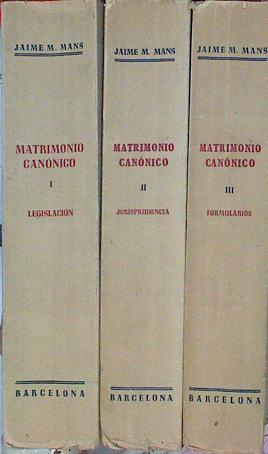 JAIME M. MANS
MATRIMONIO
CANÓNICO
I
LEGISLACIÓN
BARCELONA
JAIME M. MANS
MATRIMONIO
CANÓNICO
II
JURISPRUDENCIA
BARCELONA
JAIME M. MANS
MATRIMONIO
CANÓNICO
III
FORMULARIOS
BARCELONA